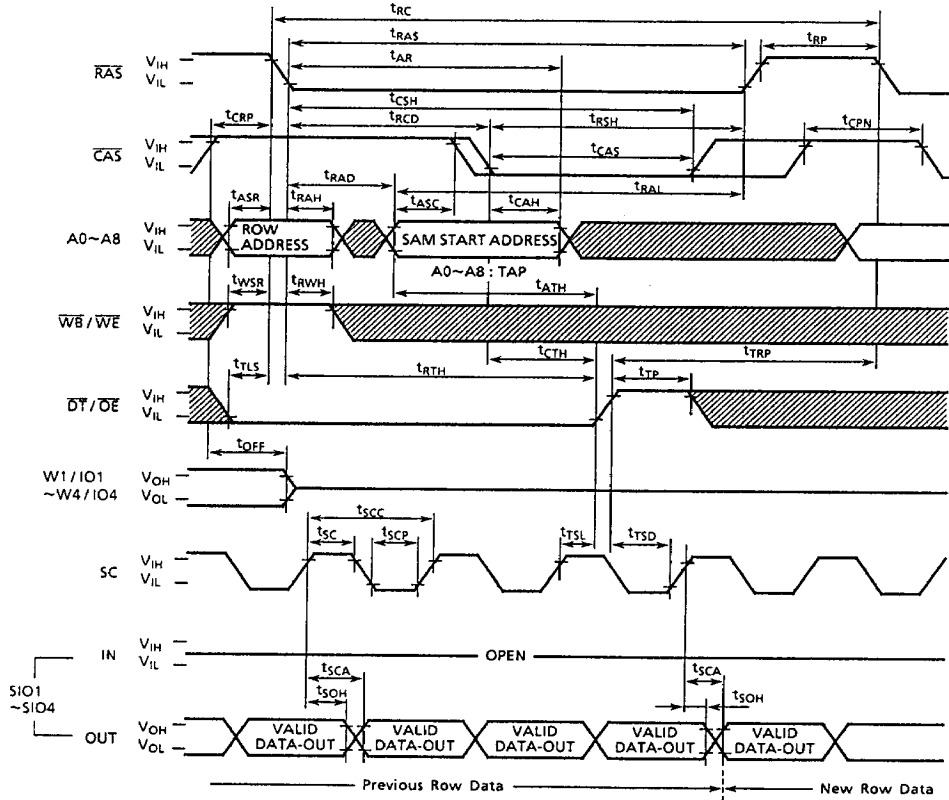 tRC
tRAS
tRP
tAR
RAS
VIH
VIL
tCSH
tCRP
tRCD
tRSH
tCPN
CAS
VIH
VIL
tCAS
tRAD
tRAL
tASR
tRAH
tASC
tCAH
A0~A8
VIH
VIL
ROW ADDRESS
SAM START ADDRESS
A0~A8 : TAP
tWSR
tRWH
tATH
WB/WE
VIH
VIL
tTLS
tRTH
tCTH
tTRP
tTP
DT/OE
VIH
VIL
tOFF
W1/IO1
~W4/IO4
VOH
VOL
tSCC
tSC
tSCP
tTSL
tTSD
SC
VIH
VIL
IN
VIH
VIL
OPEN
SIO1
~SIO4
tSCA
tSOH
tSCA
tSOH
OUT
VOH
VOL
VALID DATA-OUT
VALID DATA-OUT
VALID DATA-OUT
VALID DATA-OUT
VALID DATA-OUT
Previous Row Data
New Row Data